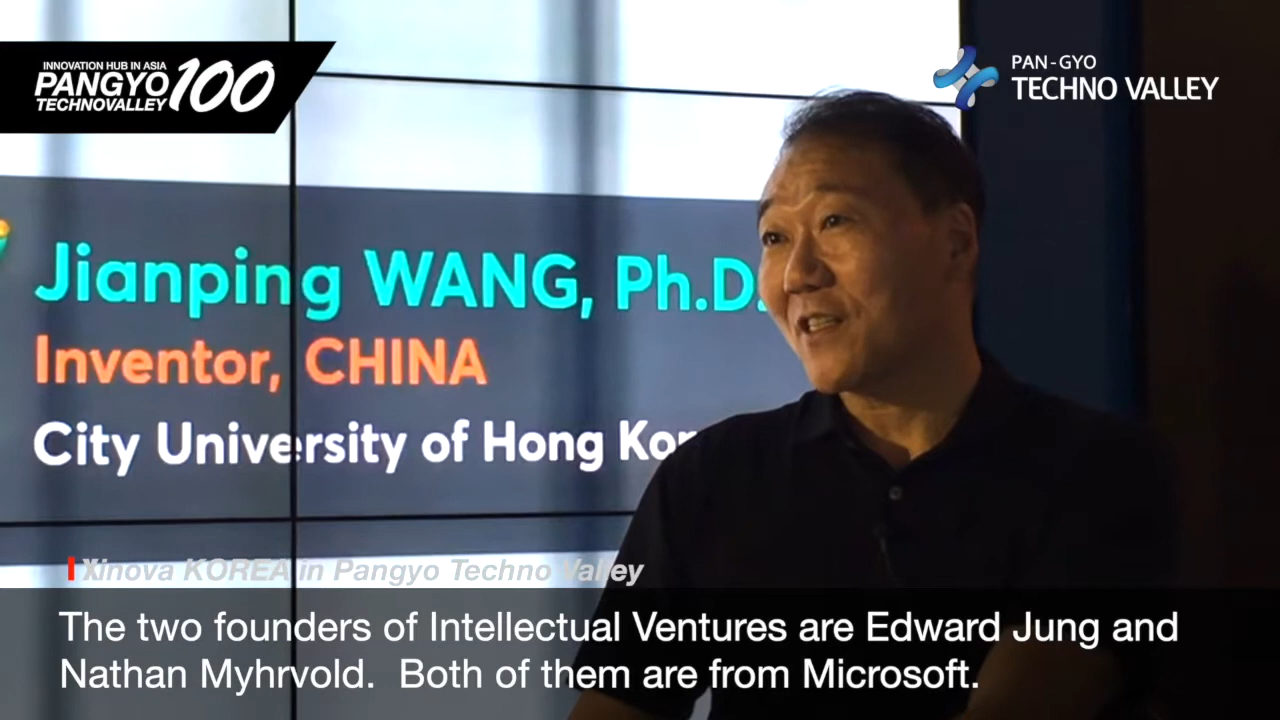 INNOVATION HUB IN ASIA
PANGYO 100
TECHNOVALLEY
PAN-GYO
TECHNO VALLEY
Jianping WANG, Ph.D.
Inventor, CHINA
City University of Hong
Xinova KOREA in Pangyo Techno Valley
The two founders of Intellectual Ventures are Edward Jung and
Nathan Myhrvold. Both of them are from Microsoft.